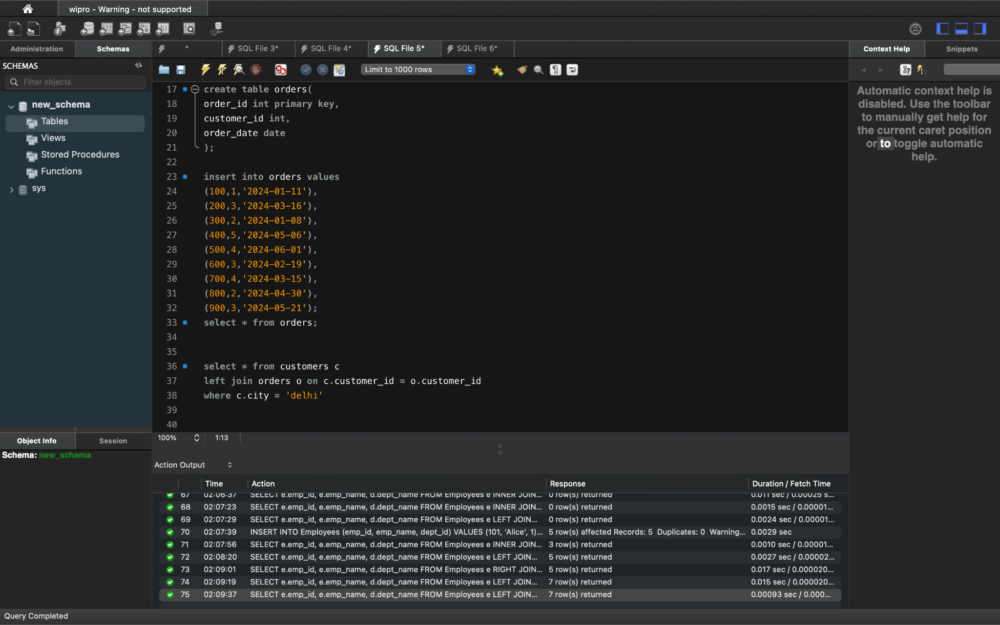 wipro - Warning - not supported
Administration
Schemas
*
SQL File 3*
SQL File 4*
SQL File 5*
SQL File 6*
Context Help
Snippets
SCHEMAS
Filter objects
Limit to 1000 rows
new_schema
Tables
Views
Stored Procedures
Functions
sys
17 create table orders(
18 order_id int primary key,
19 customer_id int,
20 order_date date
21 );
22
23 insert into orders values
24 (100,1,'2024-01-11'),
25 (200,3,'2024-03-16'),
26 (300,2,'2024-01-08'),
27 (400,5,'2024-05-06'),
28 (500,4,'2024-06-01'),
29 (600,3,'2024-02-19'),
30 (700,4,'2024-03-15'),
31 (800,2,'2024-04-30'),
32 (900,3,'2024-05-21');
33 select * from orders;
34
35
36 select * from customers c
37 left join orders o on c.customer_id = o.customer_id
38 where c.city = 'delhi'
39
40
Automatic context help is
disabled. Use the toolbar
to manually get help for
the current caret position
or to toggle automatic
help.
100%
1:13
Object Info
Session
Schema: new_schema
Action Output
Time Action Response Duration / Fetch Time
67 02:06:37 SELECT e.emp_id, e.emp_name, d.dept_name FROM Employees e INNER JOIN... 0 row(s) returned 0.011 sec / 0.00025 s...
68 02:07:23 SELECT e.emp_id, e.emp_name, d.dept_name FROM Employees e INNER JOIN... 0 row(s) returned 0.0015 sec / 0.00001...
69 02:07:29 SELECT e.emp_id, e.emp_name, d.dept_name FROM Employees e LEFT JOIN... 0 row(s) returned 0.0024 sec / 0.00001...
70 02:07:39 INSERT INTO Employees (emp_id, emp_name, dept_id) VALUES (101, 'Alice', 1)... 5 row(s) affected Records: 5 Duplicates: 0 Warning... 0.0029 sec
71 02:07:56 SELECT e.emp_id, e.emp_name, d.dept_name FROM Employees e INNER JOIN... 3 row(s) returned 0.0010 sec / 0.00001...
72 02:08:20 SELECT e.emp_id, e.emp_name, d.dept_name FROM Employees e LEFT JOIN... 5 row(s) returned 0.0027 sec / 0.00002...
73 02:09:01 SELECT e.emp_id, e.emp_name, d.dept_name FROM Employees e RIGHT JOIN... 5 row(s) returned 0.017 sec / 0.000020...
74 02:09:19 SELECT e.emp_id, e.emp_name, d.dept_name FROM Employees e LEFT JOIN... 7 row(s) returned 0.015 sec / 0.000020...
75 02:09:37 SELECT e.emp_id, e.emp_name, d.dept_name FROM Employees e LEFT JOIN... 7 row(s) returned 0.00093 sec / 0.000...
Query Completed